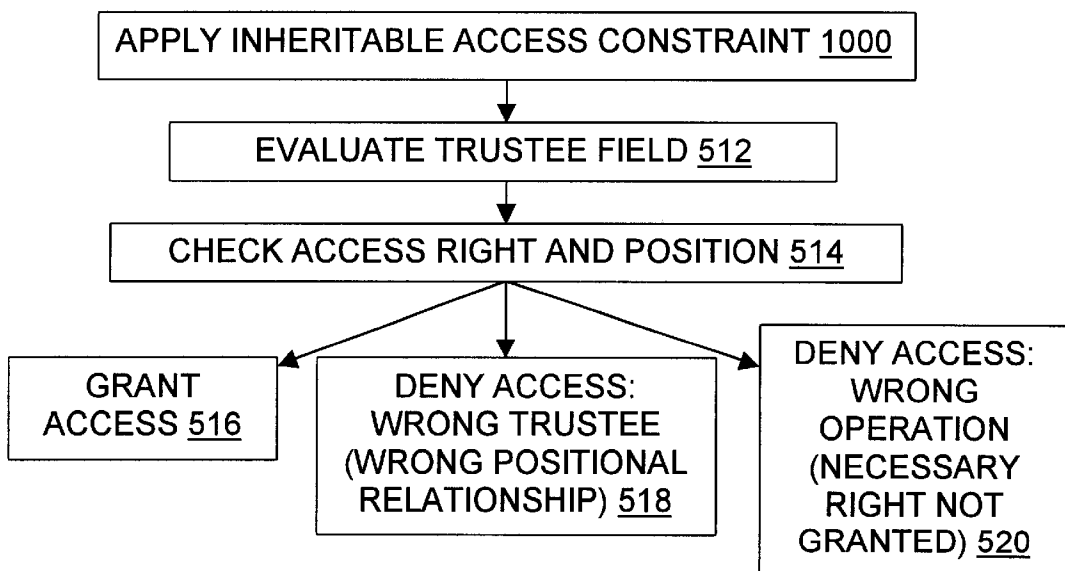 APPLY INHERITABLE ACCESS CONSTRAINT 1000
EVALUATE TRUSTEE FIELD 512
CHECK ACCESS RIGHT AND POSITION 514
GRANT
ACCESS 516
DENY ACCESS:
WRONG TRUSTEE
(WRONG POSITIONAL
RELATIONSHIP) 518
DENY ACCESS:
WRONG
OPERATION
(NECESSARY
RIGHT NOT
GRANTED) 520